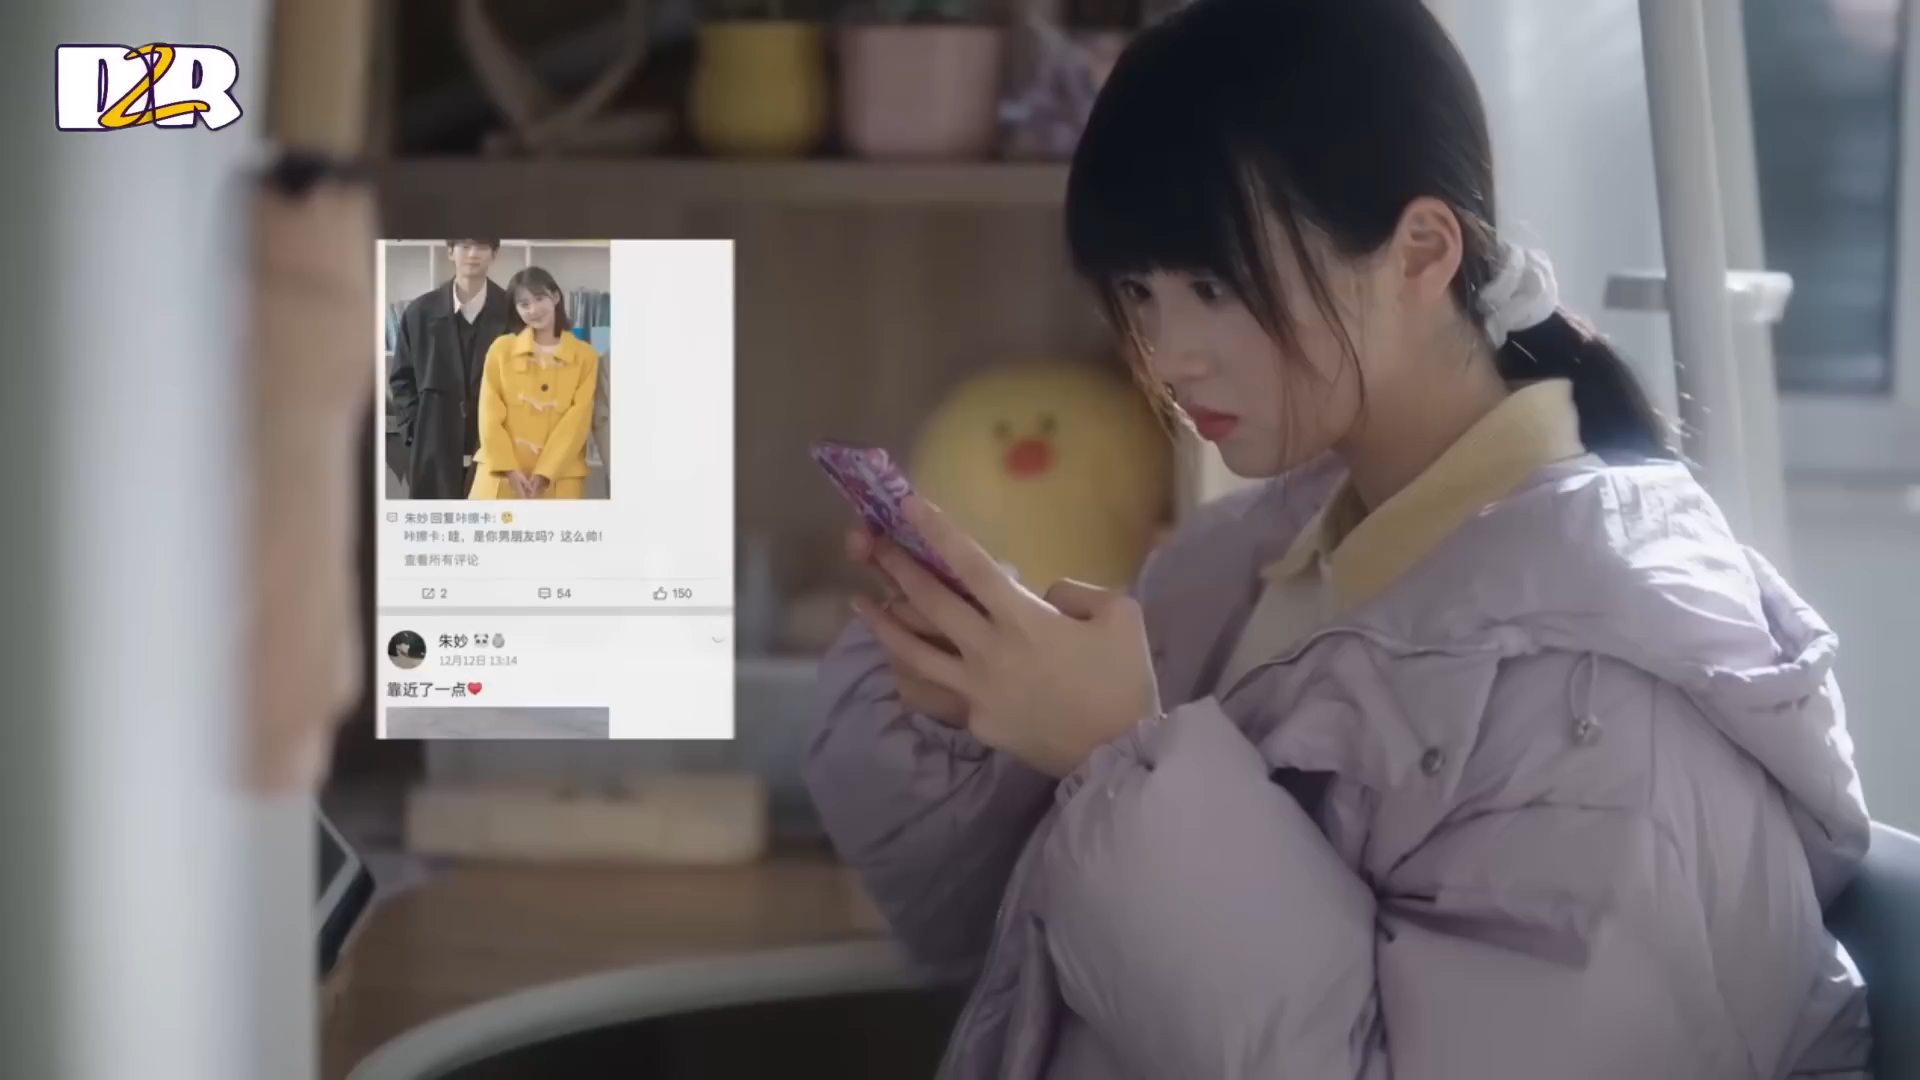 DZR
朱妙回复咔擦卡:
咔擦卡:哇，是你男朋友吗？这么帅!
查看所有评论
2 54 150
朱妙
12月12日 13:14
靠近了一点